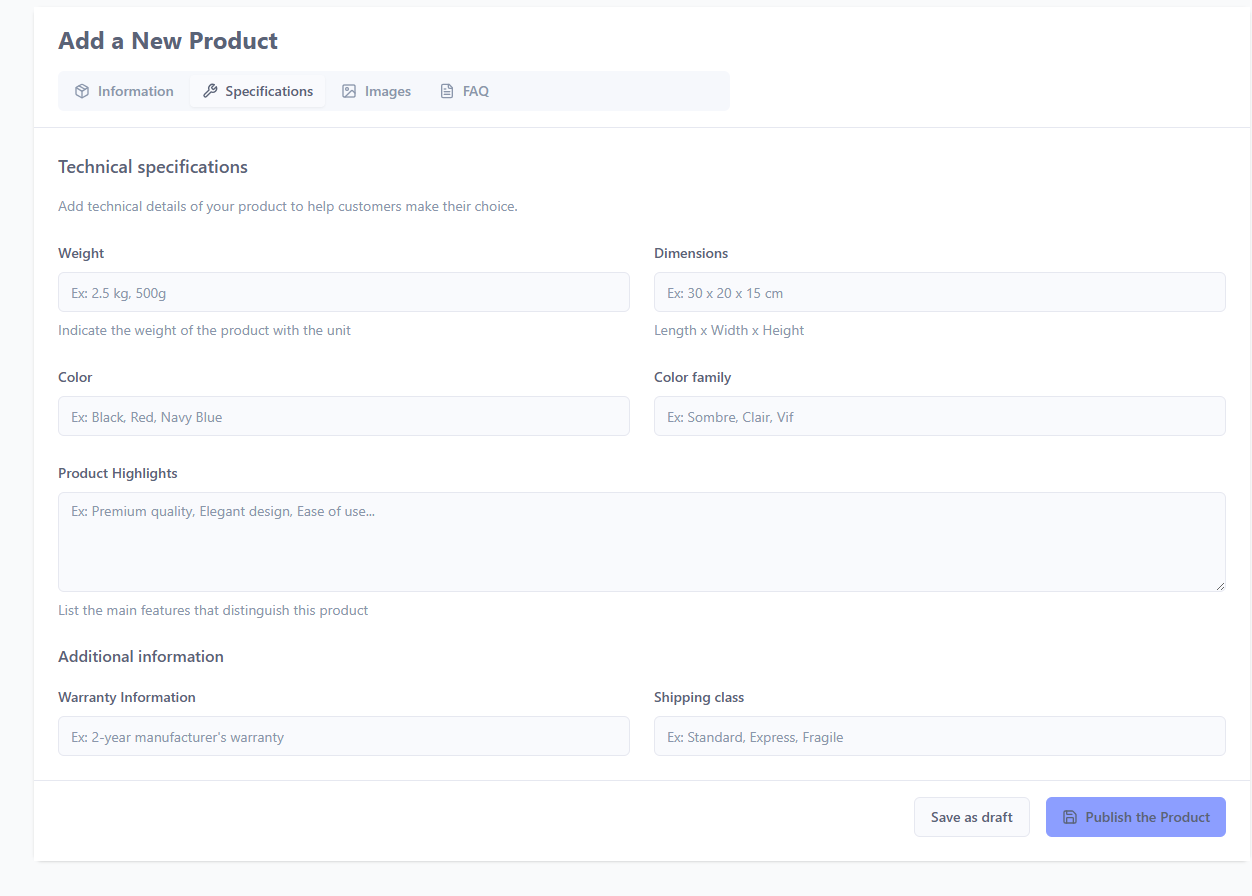 Add a New Product
Information Specifications Images FAQ
Technical specifications
Add technical details of your product to help customers make their choice.
Weight Dimensions
Ex: 2.5 kg, 500g Ex: 30 x 20 x 15 cm
Indicate the weight of the product with the unit Length x Width x Height
Color Color family
Ex: Black, Red, Navy Blue Ex: Sombre, Clair, Vif
Product Highlights
Ex: Premium quality, Elegant design, Ease of use...
List the main features that distinguish this product
Additional information
Warranty Information Shipping class
Ex: 2-year manufacturer's warranty Ex: Standard, Express, Fragile
Save as draft Publish the Product